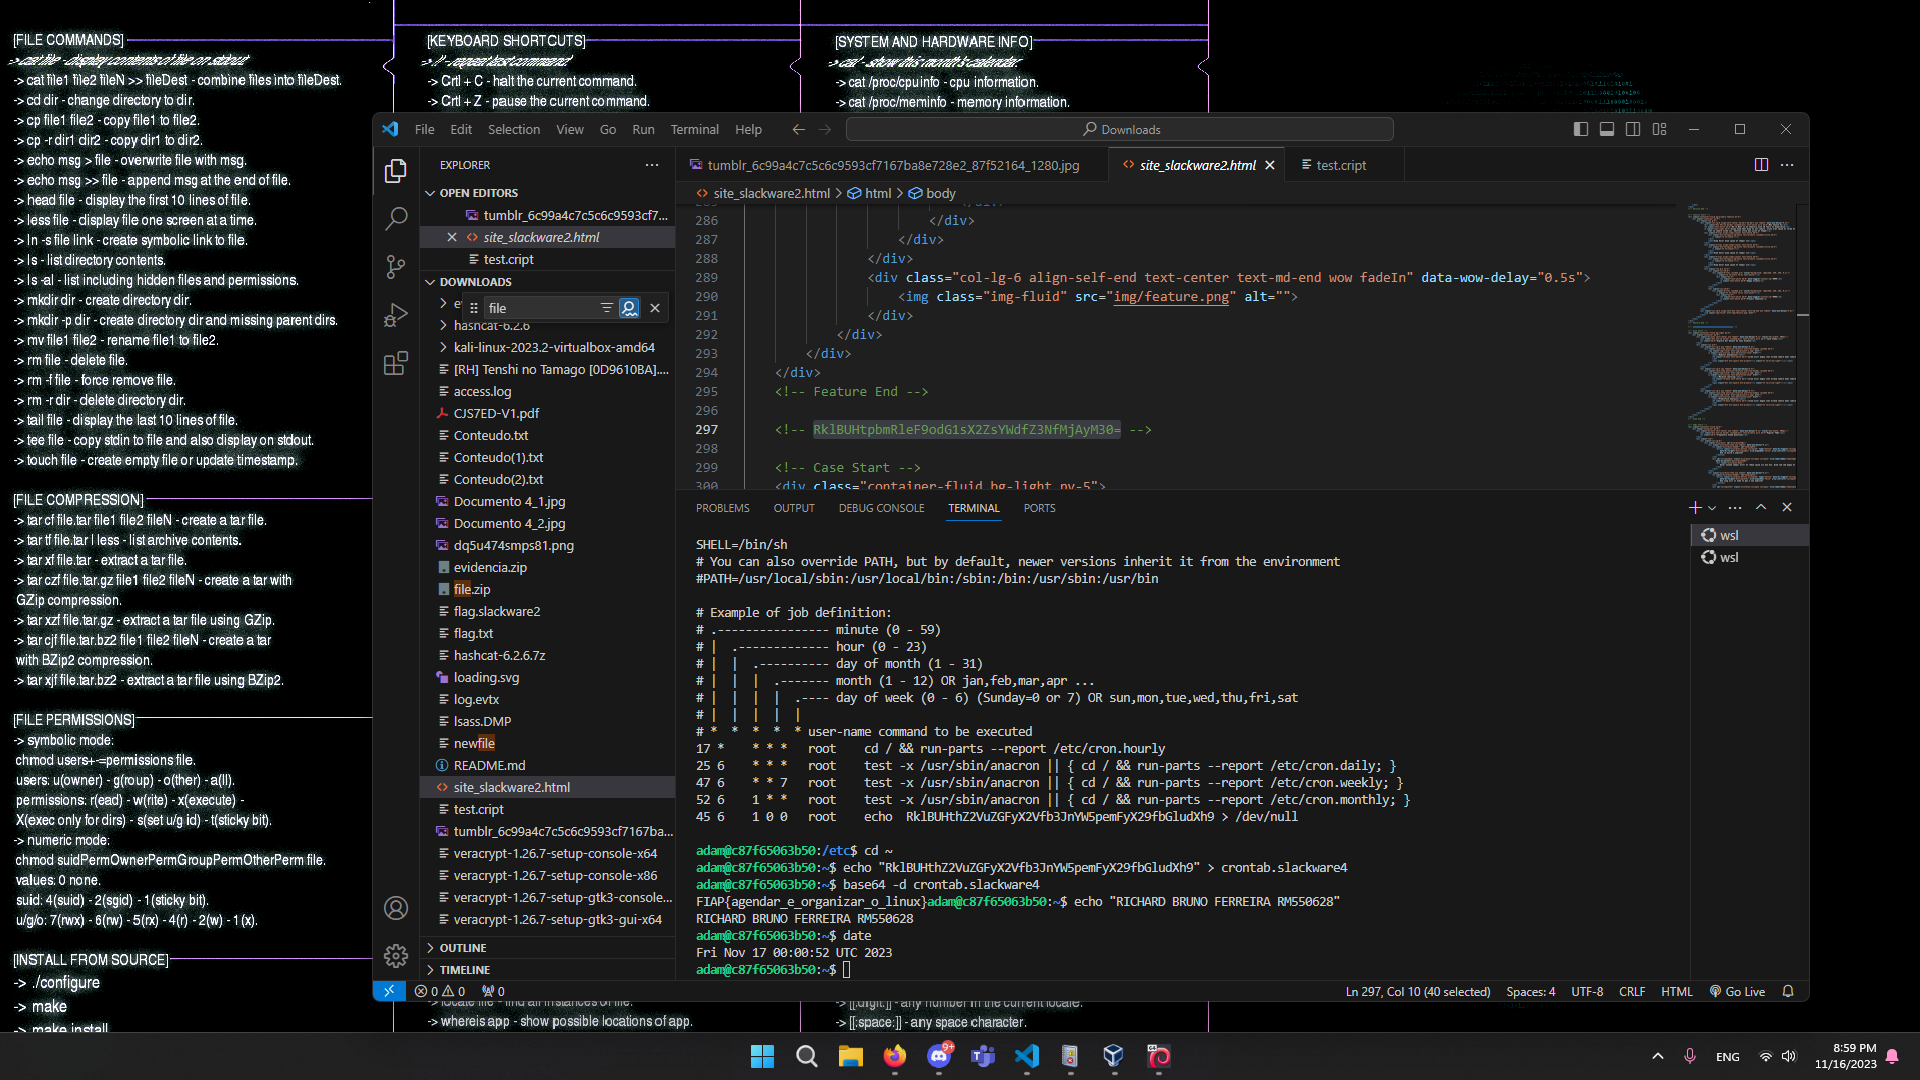 [FILE COMMANDS]
-> cat file - display contents of file on stdout
-> cat file1 file2 fileN >> fileDest - combine files into fileDest.
-> cd dir - change directory to dir.
-> cp file1 file2 - copy file1 to file2.
-> cp -r dir1 dir2 - copy dir1 to dir2.
-> echo msg > file - overwrite file with msg.
-> echo msg >> file - append msg at the end of file.
-> head file - display the first 10 lines of file.
-> less file - display file one screen at a time.
-> ln -s file link - create symbolic link to file.
-> ls - list directory contents.
-> ls -al - list including hidden files and permissions.
-> mkdir dir - create directory dir.
-> mkdir -p dir - create directory dir and missing parent dirs.
-> mv file1 file2 - rename file1 to file2.
-> rm file - delete file.
-> rm -f file - force remove file.
-> rm -r dir - delete directory dir.
-> tail file - display the last 10 lines of file.
-> tee file - copy stdin to file and also display on stdout.
-> touch file - create empty file or update timestamp.
[FILE COMPRESSION]
-> tar cf file.tar file1 file2 fileN - create a tar file.
-> tar tf file.tar | less - list archive contents.
-> tar xf file.tar - extract a tar file.
-> tar czf file.tar.gz file1 file2 fileN - create a tar with
GZip compression.
-> tar xzf file.tar.gz - extract a tar file using GZip.
-> tar cjf file.tar.bz2 file1 file2 fileN - create a tar
with BZip2 compression.
-> tar xjf file.tar.bz2 - extract a tar file using BZip2.
[FILE PERMISSIONS]
-> symbolic mode:
chmod users+-=permissions file.
users: u(owner) - g(roup) - o(ther) - a(ll).
permissions: r(ead) - w(rite) - x(execute) -
X(exec only for dirs) - s(set u/g id) - t(sticky bit).
-> numeric mode:
chmod suidPermOwnerPermGroupPermOtherPerm file.
values: 0 none.
suid: 4(suid) - 2(sgid) - 1(sticky bit).
u/g/o: 7(rwx) - 6(rw) - 5(rx) - 4(r) - 2(w) - 1(x).
[INSTALL FROM SOURCE]
-> ./configure
-> make
-> make install
[KEYBOARD SHORTCUTS]
-> !! - repeat last command
-> Crtl + C - halt the current command.
-> Crtl + Z - pause the current command.
[SYSTEM AND HARDWARE INFO]
-> cal - show this month's calendar.
-> cat /proc/cpuinfo - cpu information.
-> cat /proc/meminfo - memory information.
File Edit Selection View Go Run Terminal Help
Downloads
EXPLORER
OPEN EDITORS
tumblr_6c99a4c7c5c6c9593cf7...
site_slackware2.html
test.cript
DOWNLOADS
file
hashcat-6.2.6
kali-linux-2023.2-virtualbox-amd64
[RH] Tenshi no Tamago [0D9610BA]....
access.log
CJS7ED-V1.pdf
Conteudo.txt
Conteudo(1).txt
Conteudo(2).txt
Documento 4_1.jpg
Documento 4_2.jpg
dq5u474smps81.png
evidencia.zip
file.zip
flag.slackware2
flag.txt
hashcat-6.2.6.7z
loading.svg
log.evtx
lsass.DMP
newfile
README.md
site_slackware2.html
test.cript
tumblr_6c99a4c7c5c6c9593cf7167ba...
veracrypt-1.26.7-setup-console-x64
veracrypt-1.26.7-setup-console-x86
veracrypt-1.26.7-setup-gtk3-console...
veracrypt-1.26.7-setup-gtk3-gui-x64
OUTLINE
TIMELINE
tumblr_6c99a4c7c5c6c9593cf7167ba8e728e2_87f52164_1280.jpg
site_slackware2.html
test.cript
site_slackware2.html > html > body
286 </div>
287 </div>
288 </div>
289 <div class="col-lg-6 align-self-end text-center text-md-end wow fadeIn" data-wow-delay="0.5s">
290 <img class="img-fluid" src="img/feature.png" alt="">
291 </div>
292 </div>
293 </div>
294 </div>
295 <!-- Feature End -->
296
297 <!-- RklBUHtpbmRleF9odG1sX2ZsYWdfZ3NfMjAyM30= -->
298
299 <!-- Case Start -->
300 <div class="container-fluid bg-light py-5">
PROBLEMS OUTPUT DEBUG CONSOLE TERMINAL PORTS
wsl
wsl
SHELL=/bin/sh
# You can also override PATH, but by default, newer versions inherit it from the environment
#PATH=/usr/local/sbin:/usr/local/bin:/sbin:/bin:/usr/sbin:/usr/bin
# Example of job definition:
# .---------------- minute (0 - 59)
# | .------------- hour (0 - 23)
# | | .---------- day of month (1 - 31)
# | | | .------- month (1 - 12) OR jan,feb,mar,apr ...
# | | | | .---- day of week (0 - 6) (Sunday=0 or 7) OR sun,mon,tue,wed,thu,fri,sat
# | | | | |
# * * * * * user-name command to be executed
17 * * * * root cd / && run-parts --report /etc/cron.hourly
25 6 * * * root test -x /usr/sbin/anacron || { cd / && run-parts --report /etc/cron.daily; }
47 6 * * 7 root test -x /usr/sbin/anacron || { cd / && run-parts --report /etc/cron.weekly; }
52 6 1 * * root test -x /usr/sbin/anacron || { cd / && run-parts --report /etc/cron.monthly; }
45 6 1 0 0 root echo RklBUHthZ2VuZGFyX2Vfb3JnYW5pemFyX29fbGludXh9 > /dev/null
adam@c87f65063b50:/etc$ cd ~
adam@c87f65063b50:~$ echo "RklBUHthZ2VuZGFyX2Vfb3JnYW5pemFyX29fbGludXh9" > crontab.slackware4
adam@c87f65063b50:~$ base64 -d crontab.slackware4
FIAP{agendar_e_organizar_o_linux}adam@c87f65063b50:~$ echo "RICHARD BRUNO FERREIRA RM550628"
RICHARD BRUNO FERREIRA RM550628
adam@c87f65063b50:~$ date
Fri Nov 17 00:00:52 UTC 2023
adam@c87f65063b50:~$
0 0 0
Ln 297, Col 10 (40 selected) Spaces: 4 UTF-8 CRLF HTML Go Live
-> locate file - find all instances of file.
-> whereis app - show possible locations of app.
-> [[:digit:]] - any number in the current locale.
-> [[:space:]] - any space character.
9+
ENG
8:59 PM
11/16/2023